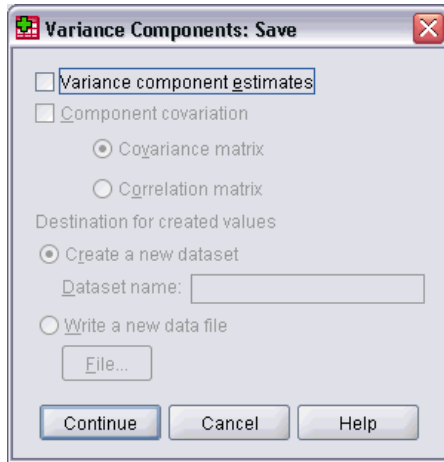 Variance Components: Save
Variance component estimates
Component covariation
Covariance matrix
Correlation matrix
Destination for created values
Create a new dataset
Dataset name:
Write a new data file
File...
Continue Cancel Help